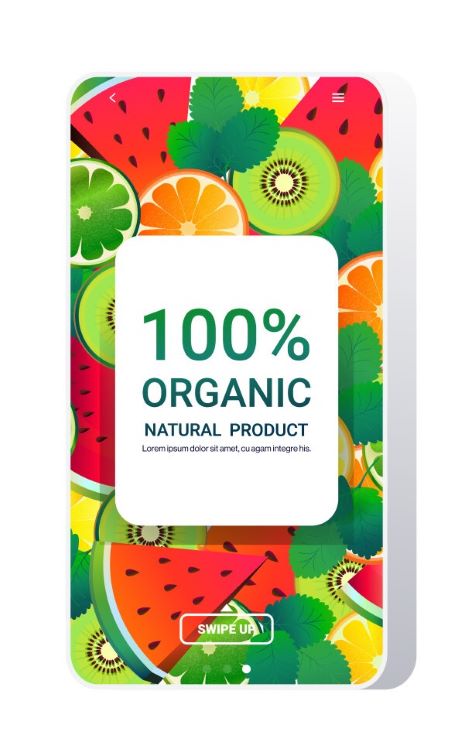 100%
ORGANIC
NATURAL PRODUCT
Lorem ipsum dolor sit amet, cu agam integre his.
SWIPE UP